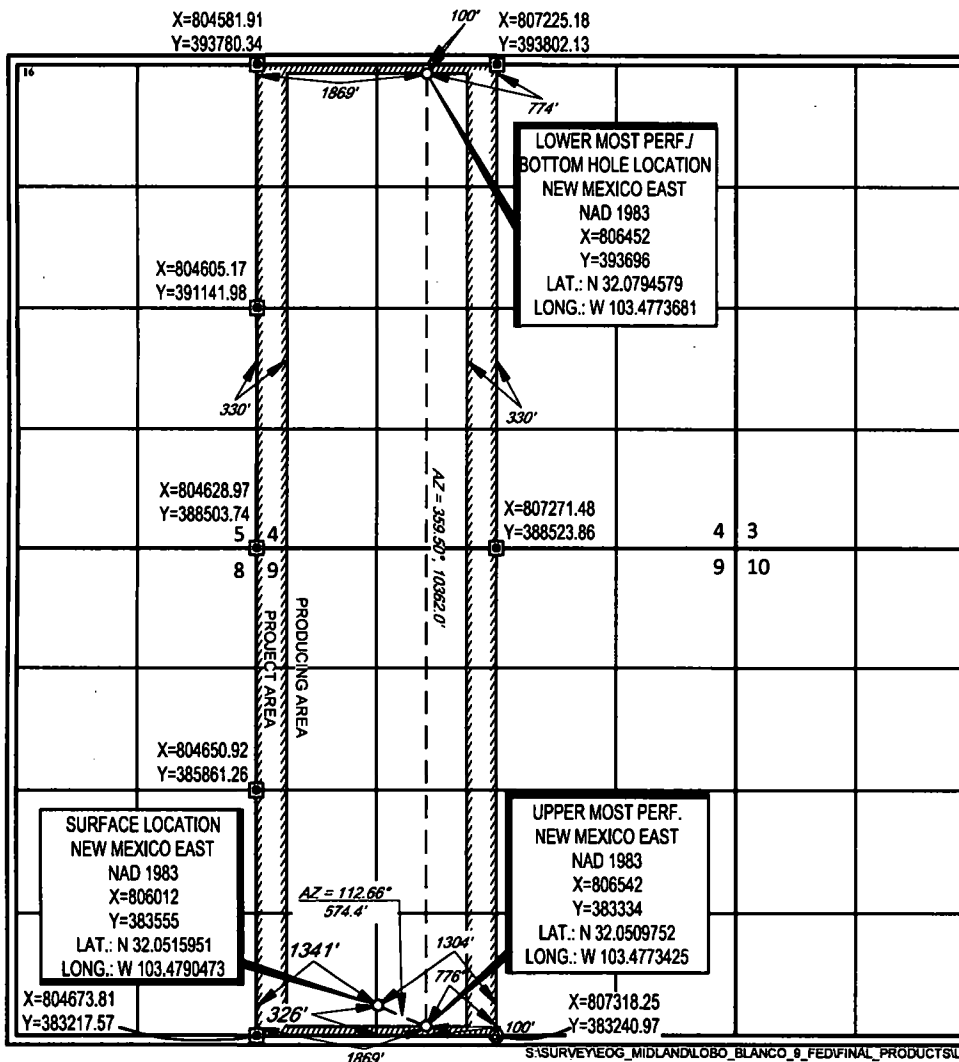 X=804581.91
Y=393780.34
100'
X=807225.18
Y=393802.13
16
1869'
774'
LOWER MOST PERF./
BOTTOM HOLE LOCATION
NEW MEXICO EAST
NAD 1983
X=806452
Y=393696
LAT.: N 32.0794579
LONG.: W 103.4773681
X=804605.17
Y=391141.98
330'
330'
AZ = 359.50°, 10362.0'
X=804628.97
Y=388503.74
X=807271.48
Y=388523.86
5 4
4 3
8 9
9 10
PROJECT AREA
PRODUCING AREA
X=804650.92
Y=385861.26
SURFACE LOCATION
NEW MEXICO EAST
NAD 1983
X=806012
Y=383555
LAT.: N 32.0515951
LONG.: W 103.4790473
UPPER MOST PERF.
NEW MEXICO EAST
NAD 1983
X=806542
Y=383334
LAT.: N 32.0509752
LONG.: W 103.4773425
AZ = 112.66°
574.4'
1341'
1304'
776'
326'
X=804673.81
Y=383217.57
X=807318.25
Y=383240.97
100'
1869'
S:\SURVEY\EOG_MIDLAND\LOBO_BLANCO_9_FED\FINAL_PRODUCTS\L